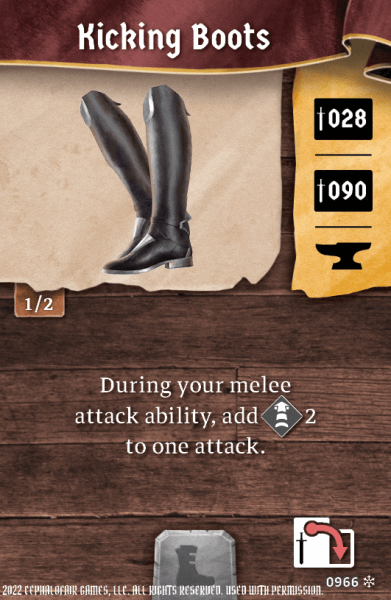 Kicking Boots
028
090
1/2
During your melee
attack ability, add 2
to one attack.
0966
2022 CEPHALOFAIR GAMES, LLC. ALL RIGHTS RESERVED. USED WITH PERMISSION.